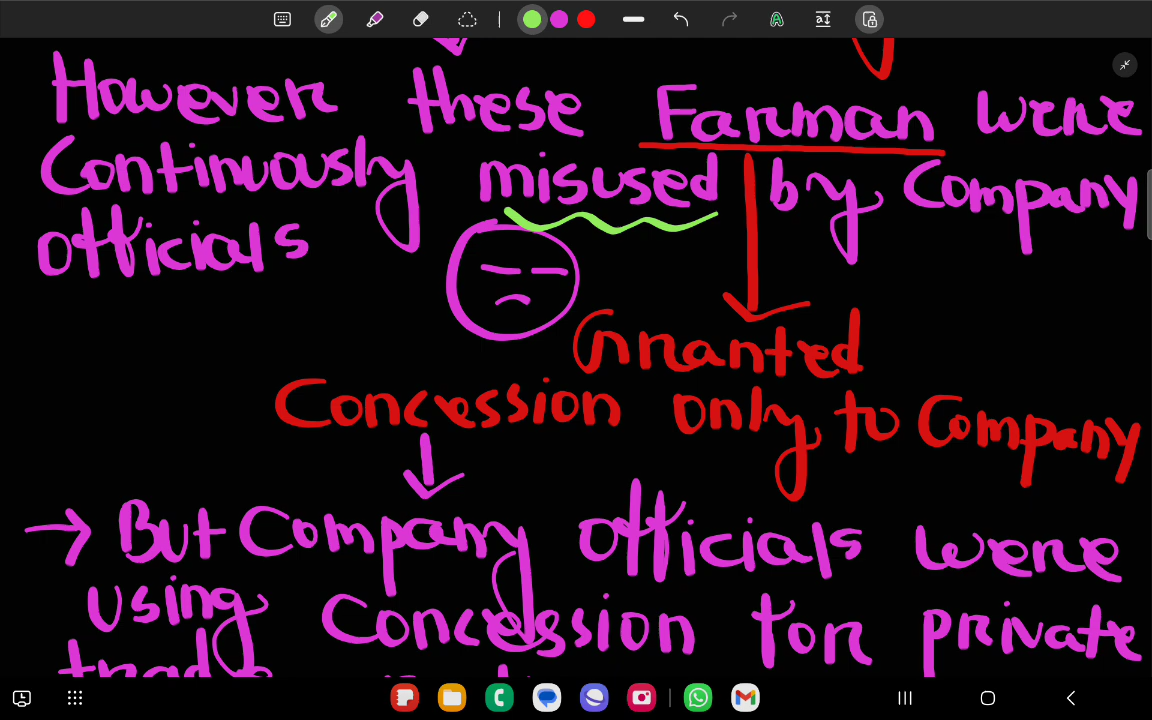 However these Farman were
Continuously misused by Company
officials
Granted
Concession only to Company
→ But Company officials were
using Concession for private
trade